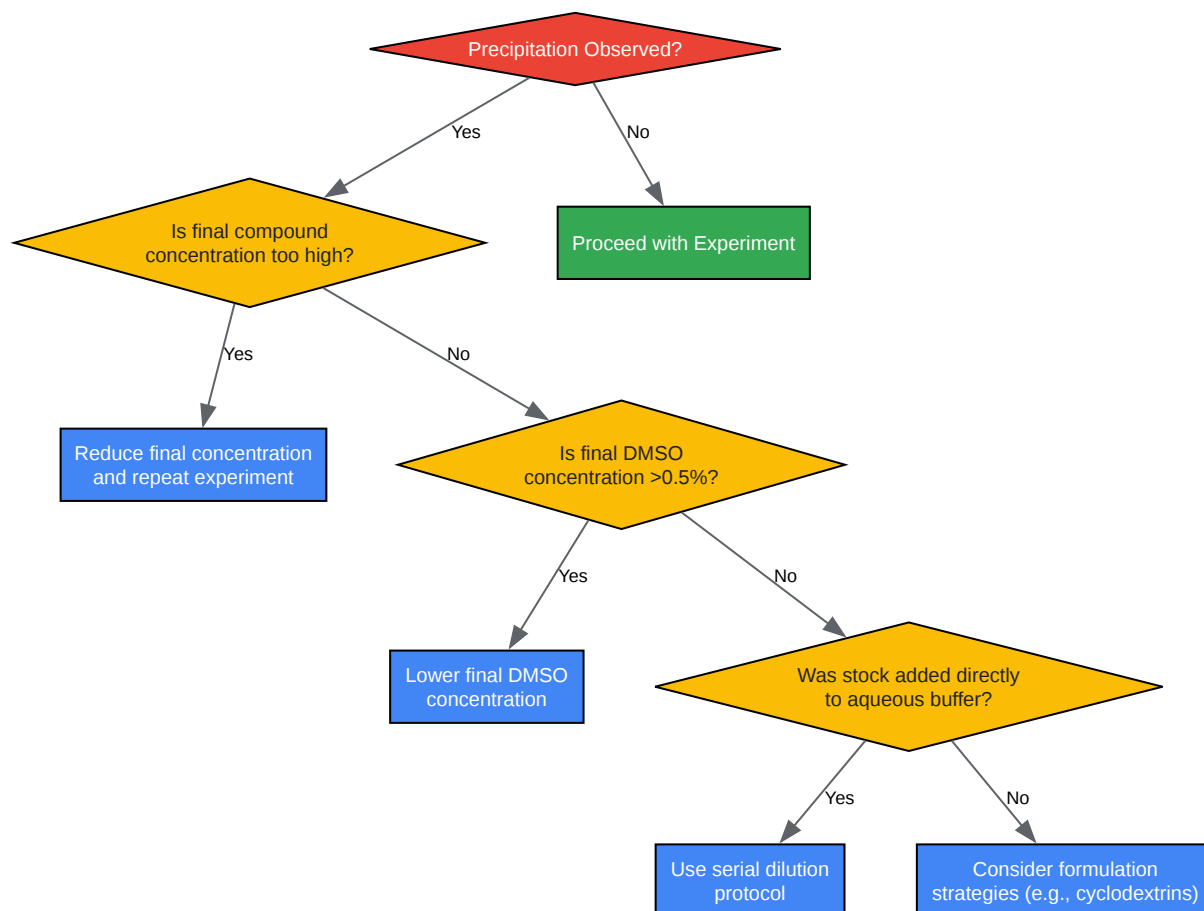 Precipitation Observed?
Yes
No
Is final compound
concentration too high?
Proceed with Experiment
Yes
No
Reduce final concentration
and repeat experiment
Is final DMSO
concentration >0.5%?
Yes
No
Lower final DMSO
concentration
Was stock added directly
to aqueous buffer?
Yes
No
Use serial dilution
protocol
Consider formulation
strategies (e.g., cyclodextrins)